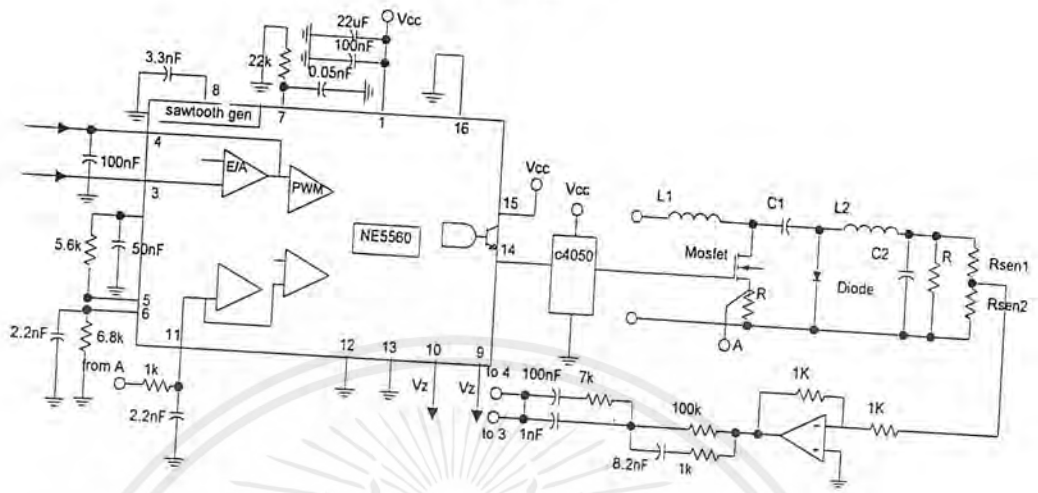 22uF
Vcc
100nF
3.3nF
22k
0.05nF
8
sawtooth gen
7
1
16
4
100nF
E/A
PWM
3
Vcc
15
Vcc
L1
C1
L2
5.6k
50nF
NE5560
14
c4050
Mosfet
C2
R
Rsen1
R
Diode
Rsen2
5
6
2.2nF
6.8k
11
12
13
10
9
A
from A
1k
Vz
Vz
to 4
100nF
7k
1K
2.2nF
to 3
1nF
100k
1K
8.2nF
1k